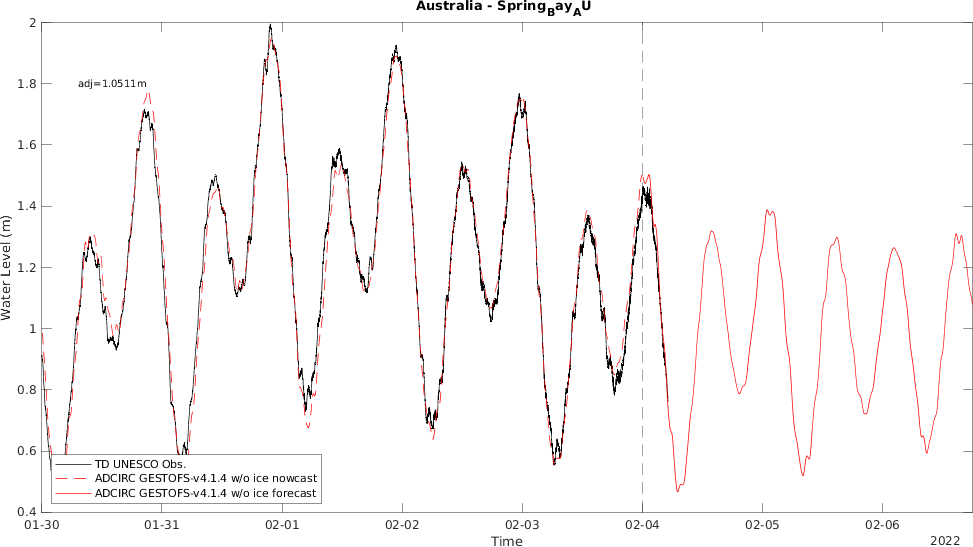 Australia - SpringBayAU
adj=1.0511m
Water Level (m)
2
1.8
1.6
1.4
1.2
1
0.8
0.6
0.4
TD UNESCO Obs.
ADCIRC GESTOFS-v4.1.4 w/o ice nowcast
ADCIRC GESTOFS-v4.1.4 w/o ice forecast
01-30 01-31 02-01 02-02 02-03 02-04 02-05 02-06
Time
2022